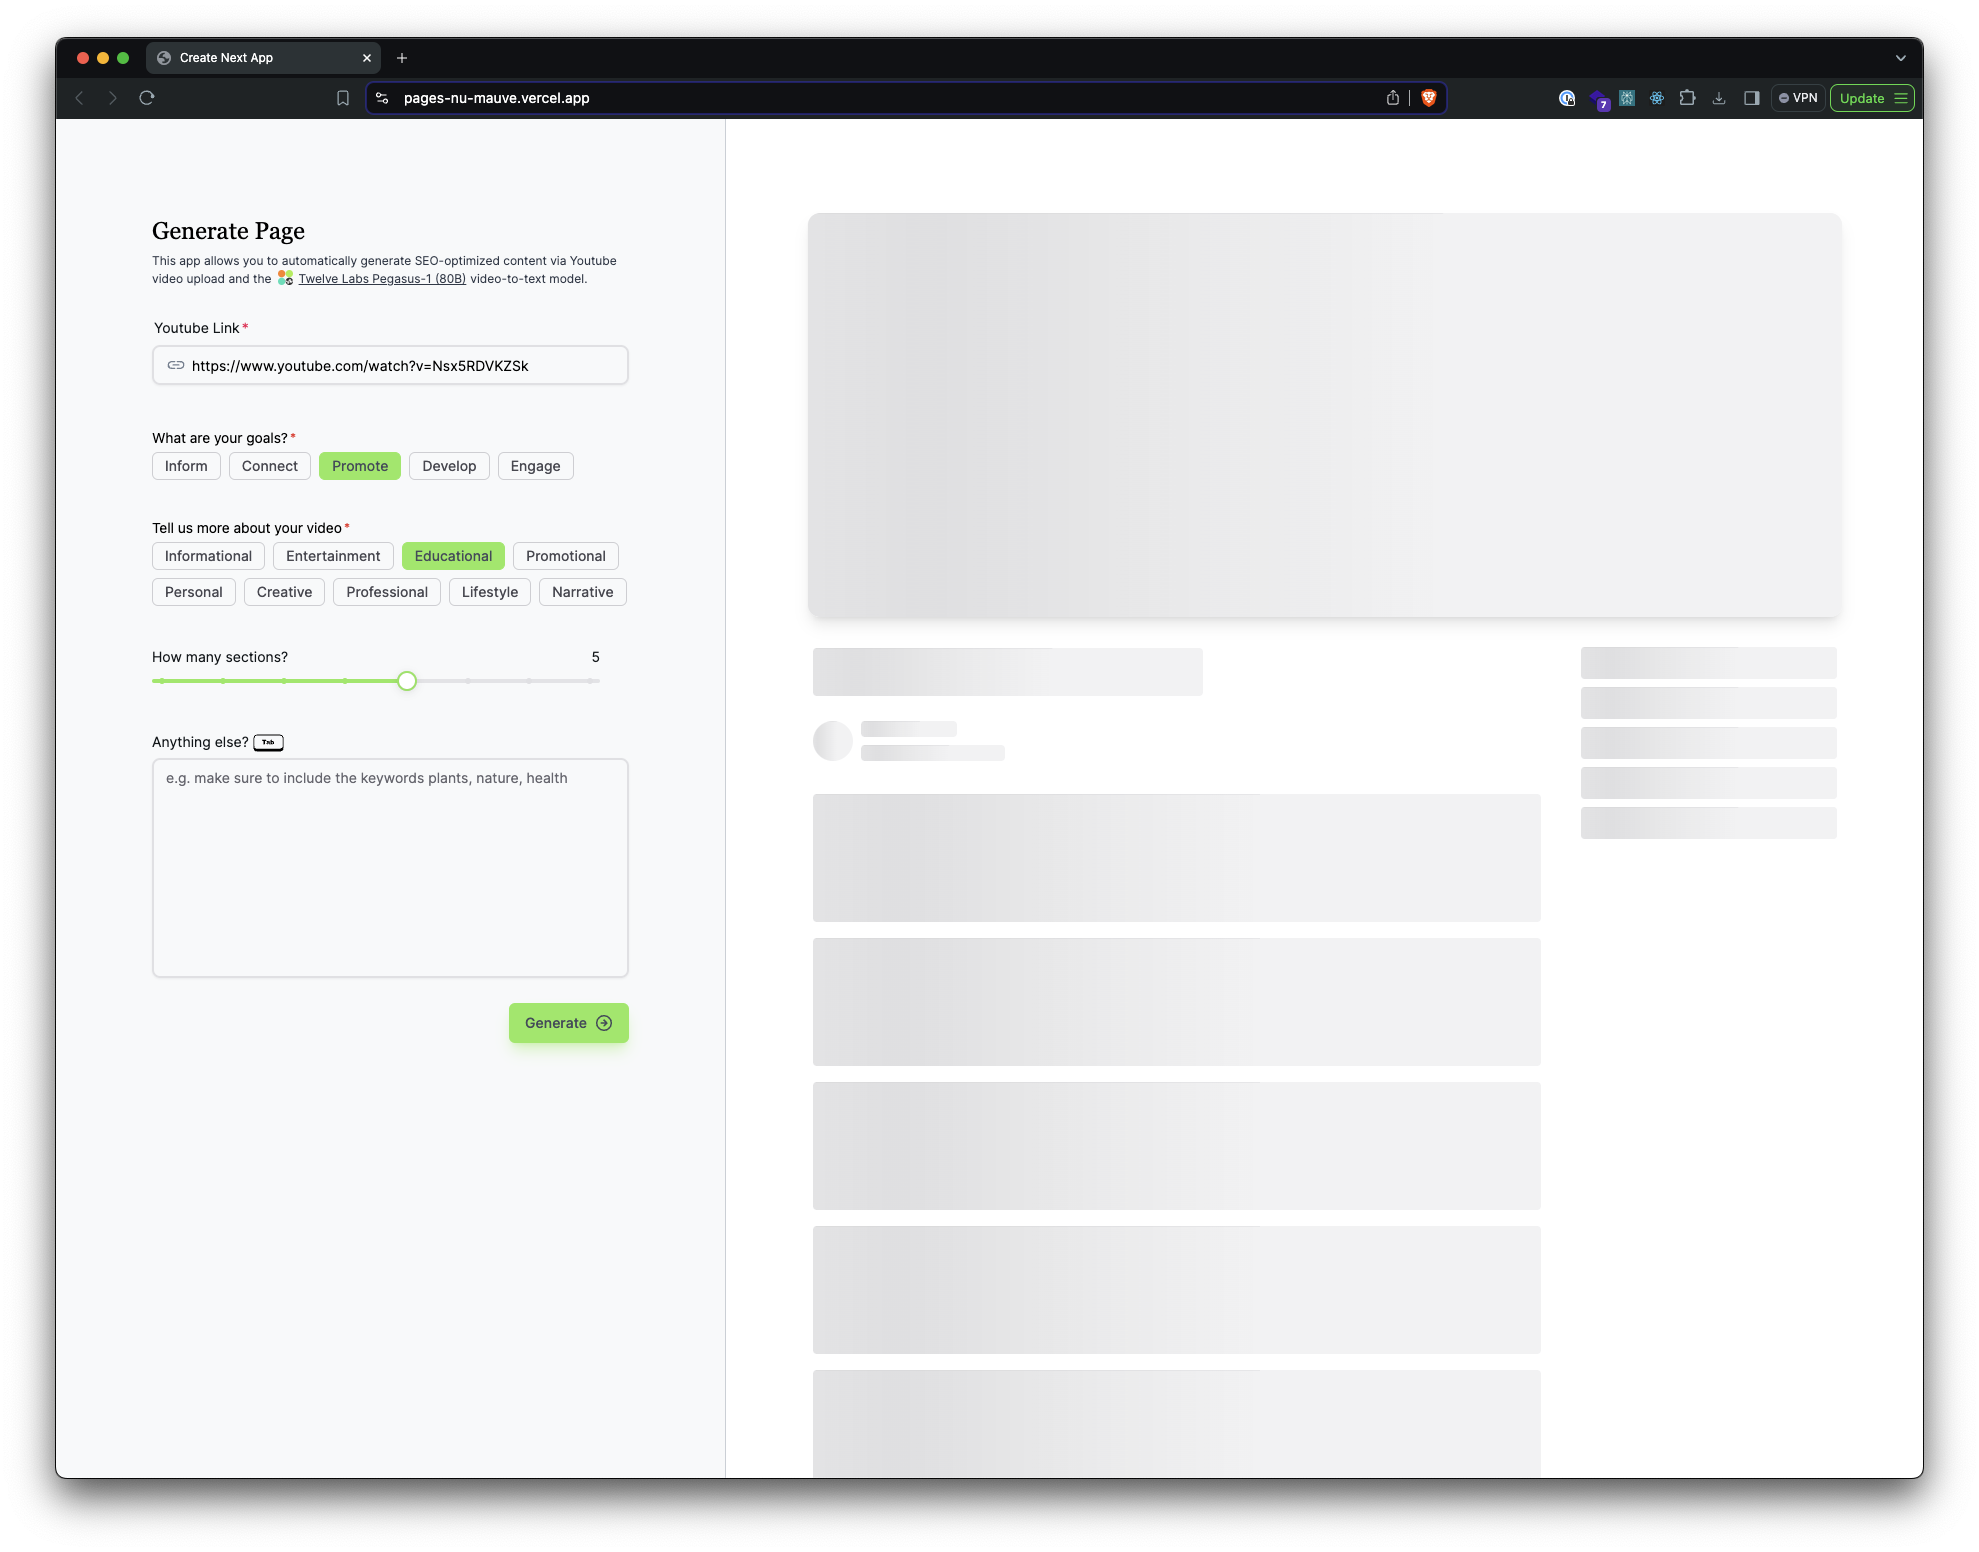 Create Next App
pages-nu-mauve.vercel.app
7
VPN
Update
Generate Page
This app allows you to automatically generate SEO-optimized content via Youtube
video upload and the Twelve Labs Pegasus-1 (80B) video-to-text model.
Youtube Link*
https://www.youtube.com/watch?v=Nsx5RDVKZSk
What are your goals?*
Inform Connect Promote Develop Engage
Tell us more about your video*
Informational Entertainment Educational Promotional
Personal Creative Professional Lifestyle Narrative
How many sections? 5
Anything else? Tab
e.g. make sure to include the keywords plants, nature, health
Generate